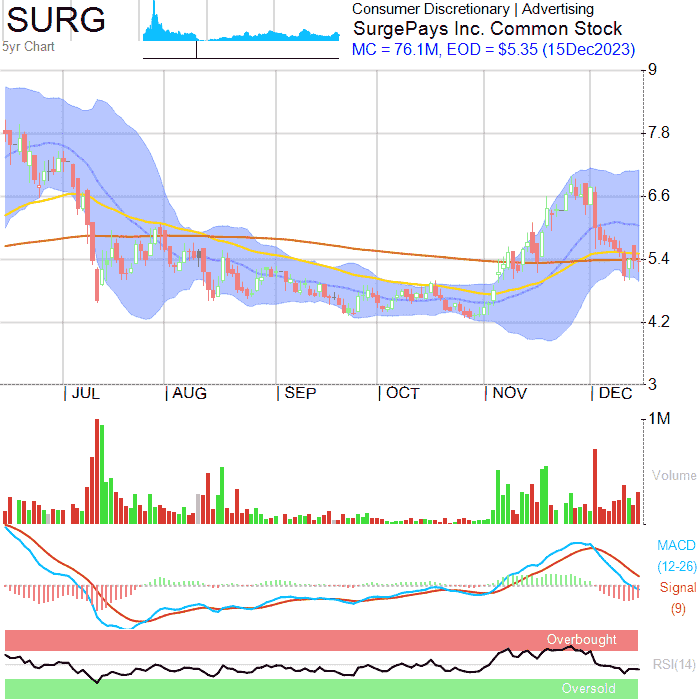 SURG
5yr Chart
Consumer Discretionary | Advertising
SurgePays Inc. Common Stock
MC = 76.1M, EOD = $5.35 (15Dec2023)
9
7.8
6.6
5.4
4.2
3
JUL AUG SEP OCT NOV DEC
1M
Volume
MACD
(12-26)
Signal
(9)
Overbought
RSI(14)
Oversold